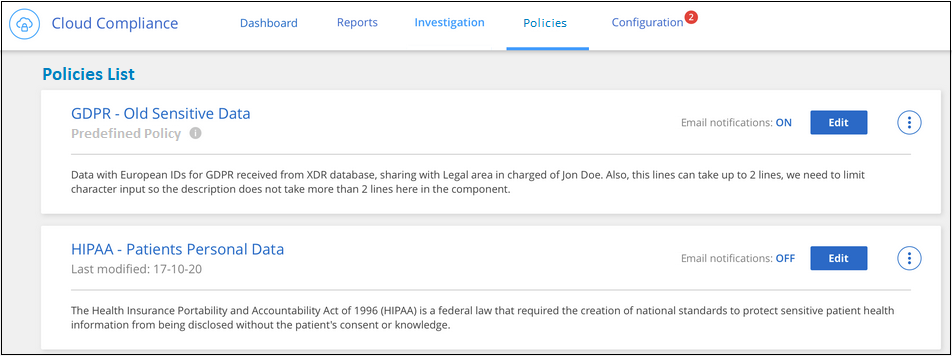 Cloud Compliance
Dashboard
Reports
Investigation
Policies
Configuration
2
Policies List
GDPR - Old Sensitive Data
Predefined Policy
Email notifications: ON
Edit
Data with European IDs for GDPR received from XDR database, sharing with Legal area in charged of Jon Doe. Also, this lines can take up to 2 lines, we need to limit
character input so the description does not take more than 2 lines here in the component.
HIPAA - Patients Personal Data
Last modified: 17-10-20
Email notifications: OFF
Edit
The Health Insurance Portability and Accountability Act of 1996 (HIPAA) is a federal law that required the creation of national standards to protect sensitive patient health
information from being disclosed without the patient's consent or knowledge.